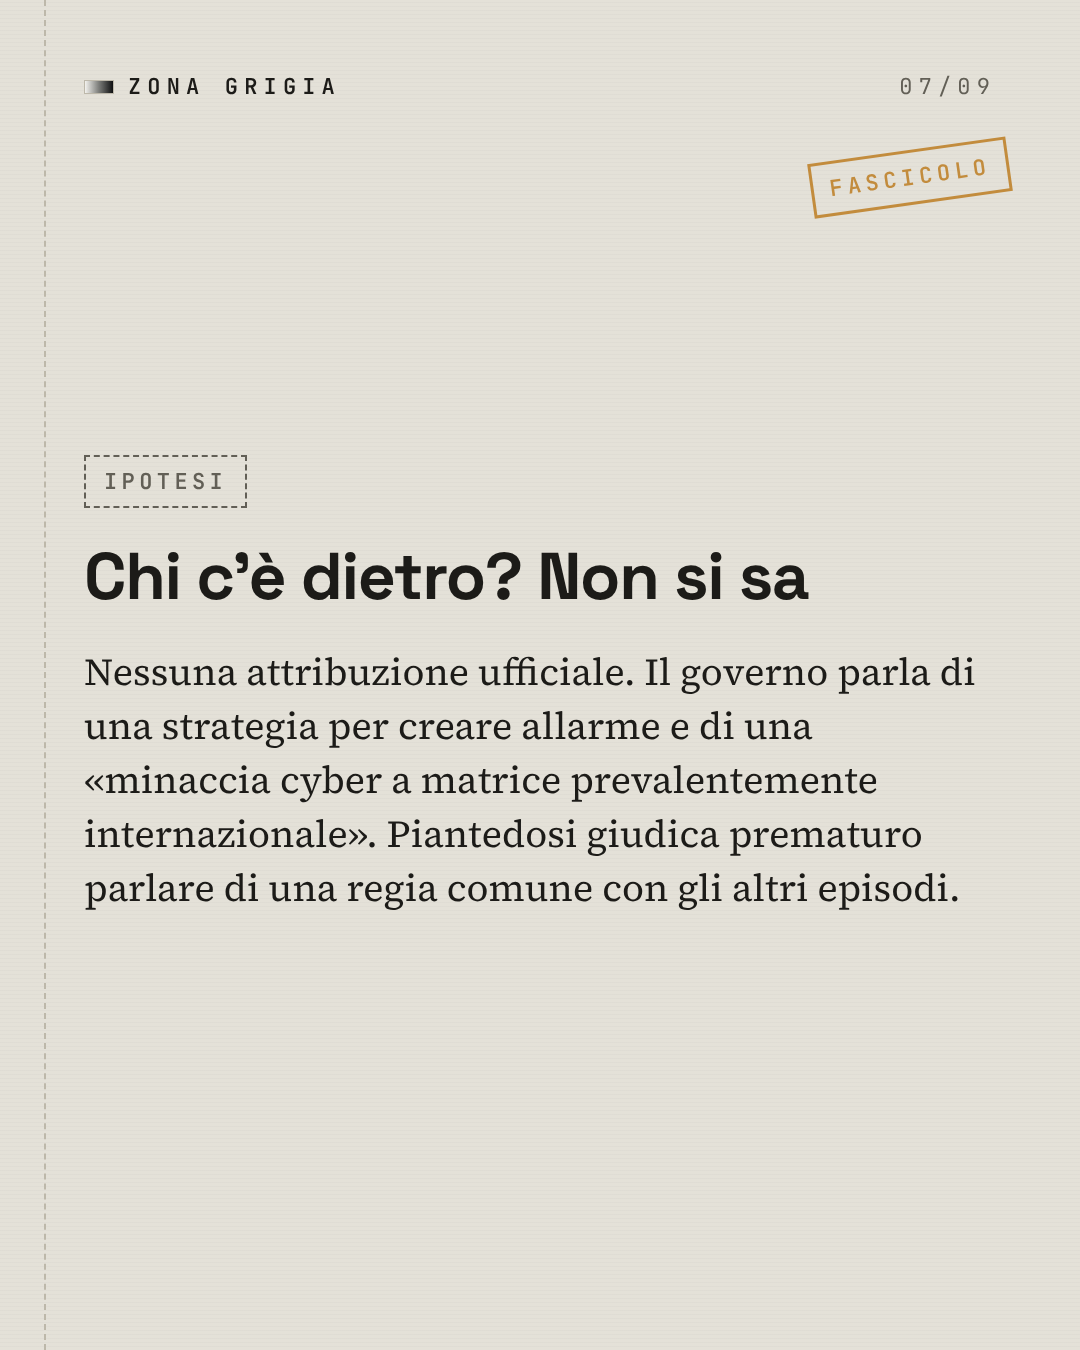 ZONA GRIGIA
07/09
FASCICOLO
IPOTESI
Chi c’è dietro? Non si sa
Nessuna attribuzione ufficiale. Il governo parla di
una strategia per creare allarme e di una
«minaccia cyber a matrice prevalentemente
internazionale». Piantedosi giudica prematuro
parlare di una regia comune con gli altri episodi.